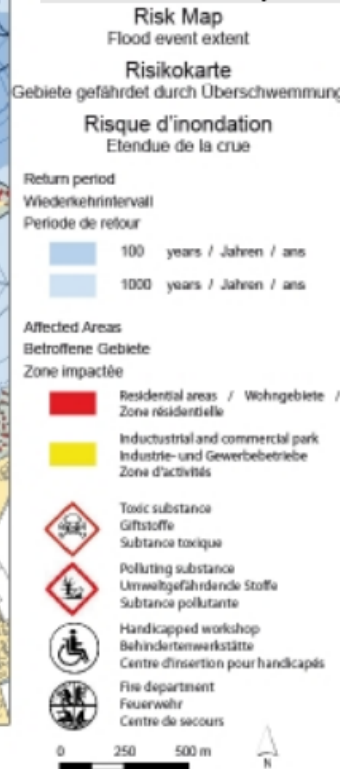 Risk Map
Flood event extent
Risikokarte
Gebiete gefährdet durch Überschwemmung
Risque d'inondation
Etendue de la crue
Return period
Wiederkehrintervall
Periode de retour
100 years / Jahren / ans
1000 years / Jahren / ans
Affected Areas
Betroffene Gebiete
Zone impactée
Residential areas / Wohngebiete /
Zone résidentielle
Inductustrial and commercial park
Industrie- und Gewerbebetriebe
Zone d'activités
Toxic substance
Giftstoffe
Subtance toxique
Polluting substance
Umweltgefährdende Stoffe
Subtance pollutante
Handicapped workshop
Behindertenwerkstätte
Centre d'insertion pour handicapés
Fire department
Feuerwehr
Centre de secours
0 250 500 m
N